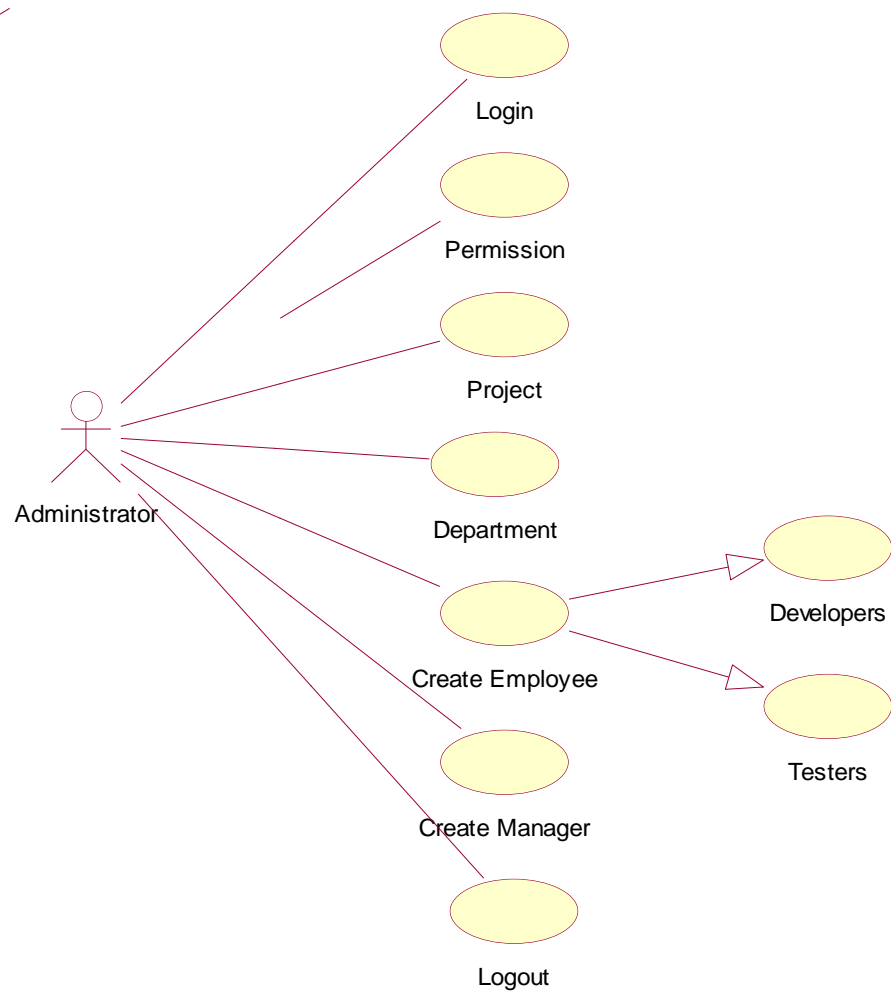 Login
Permission
Project
Administrator
Department
Developers
Create Employee
Testers
Create Manager
Logout